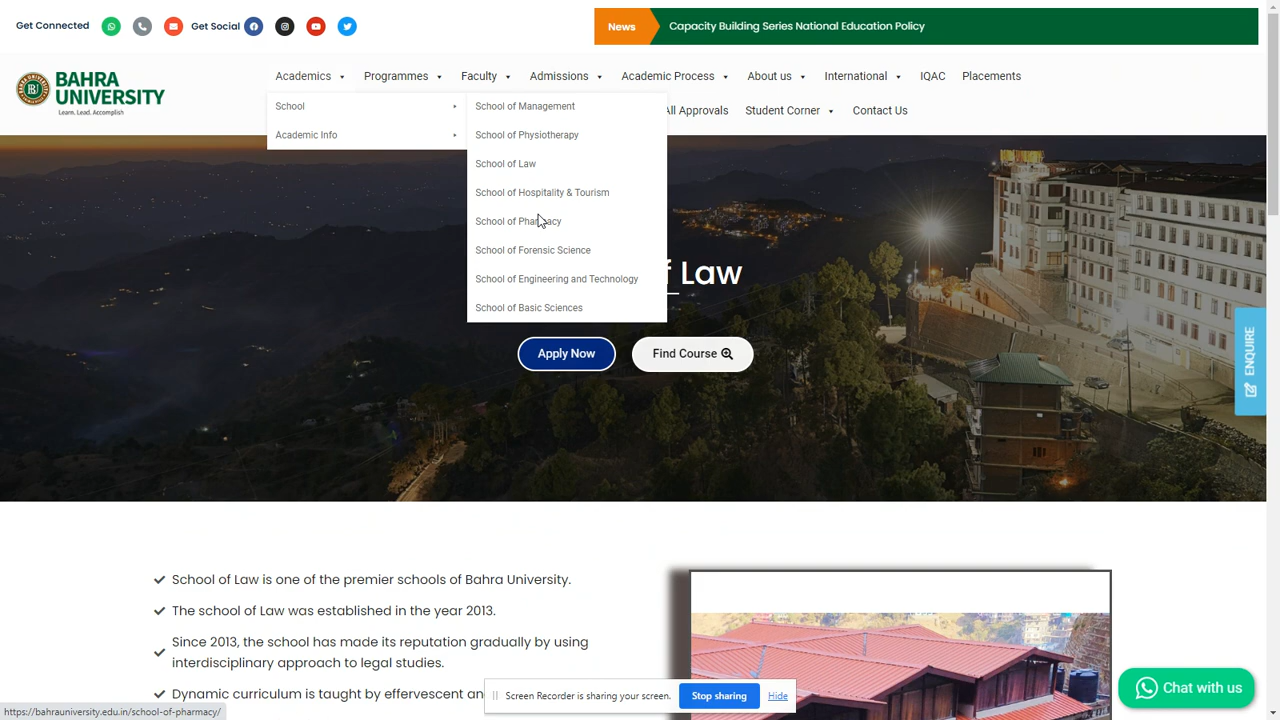 Get Connected
Get Social
News
Capacity Building Series National Education Policy
BAHRA
UNIVERSITY
Learn. Lead. Accomplish
Academics
Programmes
Faculty
Admissions
Academic Process
About us
International
IQAC
Placements
All Approvals
Student Corner
Contact Us
School
Academic Info
School of Management
School of Physiotherapy
School of Law
School of Hospitality & Tourism
School of Pharmacy
School of Forensic Science
School of Engineering and Technology
School of Basic Sciences
f Law
Apply Now
Find Course
ENQUIRE
School of Law is one of the premier schools of Bahra University.
The school of Law was established in the year 2013.
Since 2013, the school has made its reputation gradually by using
interdisciplinary approach to legal studies.
Dynamic curriculum is taught by effervescent an
Screen Recorder is sharing your screen.
Stop sharing
Hide
Chat with us
https://bahrauniversity.edu.in/school-of-pharmacy/